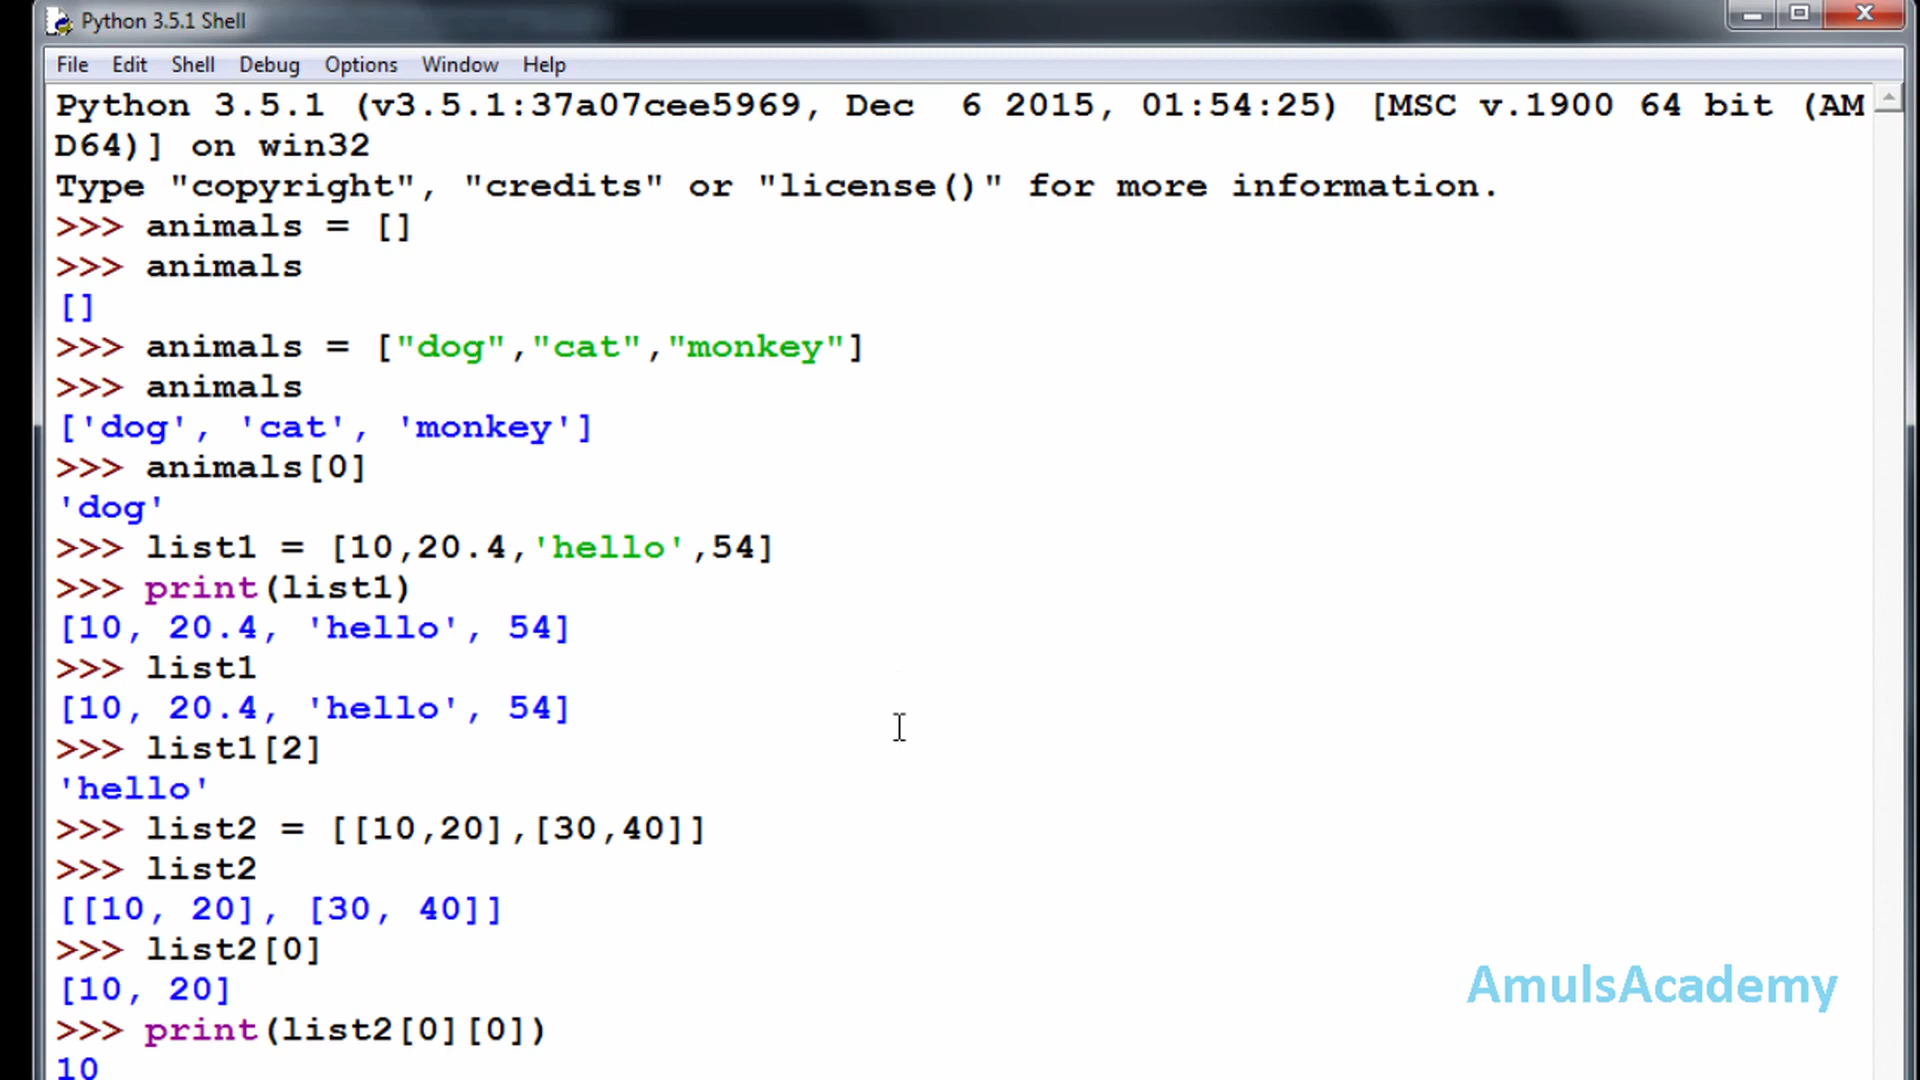 Python 3.5.1 Shell
File Edit Shell Debug Options Window Help
Python 3.5.1 (v3.5.1:37a07cee5969, Dec  6 2015, 01:54:25) [MSC v.1900 64 bit (AM
D64)] on win32
Type "copyright", "credits" or "license()" for more information.
>>> animals = []
>>> animals
[]
>>> animals = ["dog","cat","monkey"]
>>> animals
['dog', 'cat', 'monkey']
>>> animals[0]
'dog'
>>> list1 = [10,20.4,'hello',54]
>>> print(list1)
[10, 20.4, 'hello', 54]
>>> list1
[10, 20.4, 'hello', 54]
>>> list1[2]
'hello'
>>> list2 = [[10,20],[30,40]]
>>> list2
[[10, 20], [30, 40]]
>>> list2[0]
[10, 20]
>>> print(list2[0][0])
10
AmulsAcademy